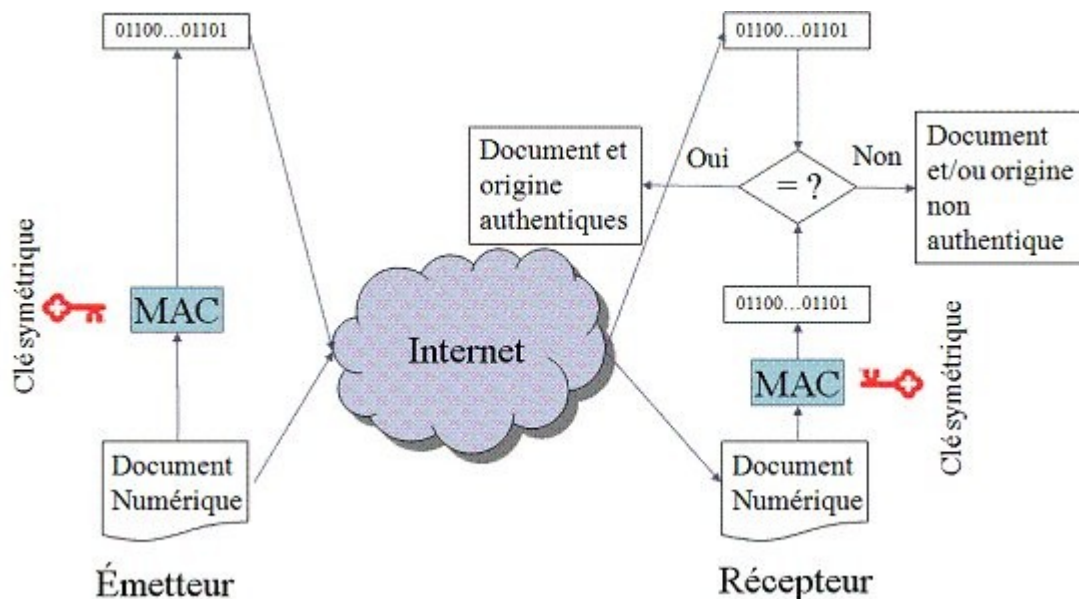 01100...01101
01100...01101
Document et
origine
authentiques
Oui
= ?
Non
Document
et/ou origine
non
authentique
Clé symétrique
MAC
Internet
01100...01101
MAC
Clé symétrique
Document
Numérique
Document
Numérique
Émetteur
Récepteur